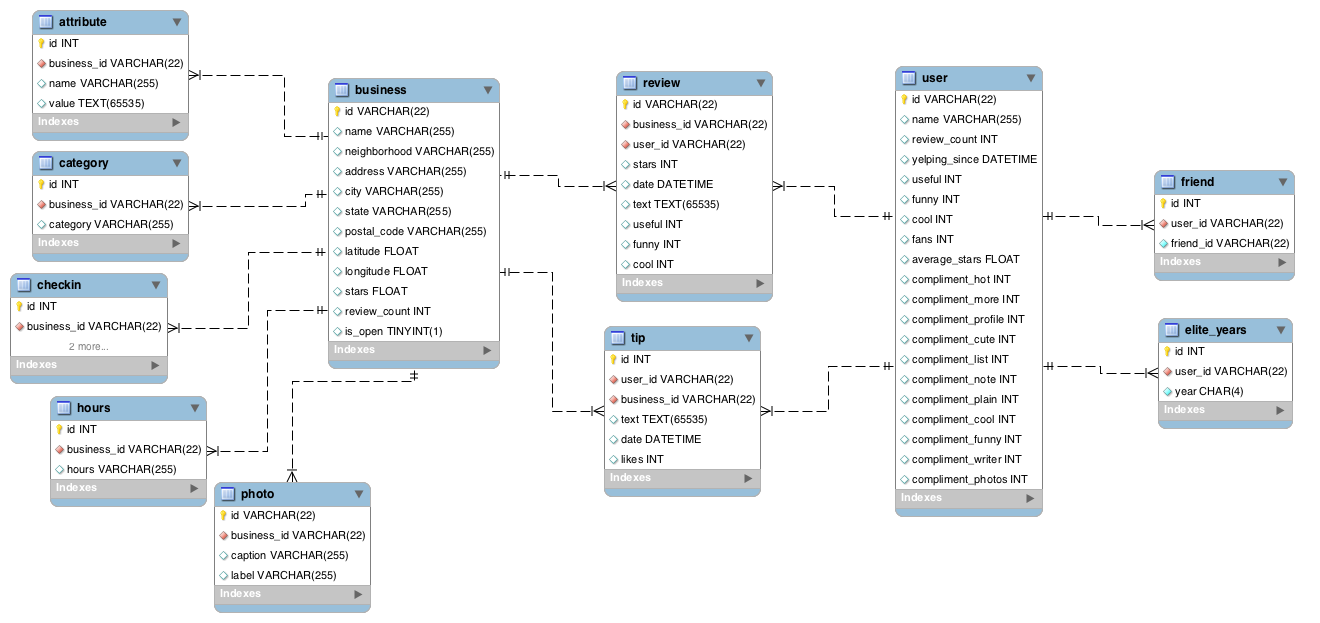 attribute
id INT
business_id VARCHAR(22)
name VARCHAR(255)
value TEXT(65535)
Indexes
category
id INT
business_id VARCHAR(22)
category VARCHAR(255)
Indexes
checkin
id INT
business_id VARCHAR(22)
2 more...
Indexes
hours
id INT
business_id VARCHAR(22)
hours VARCHAR(255)
Indexes
photo
id VARCHAR(22)
business_id VARCHAR(22)
caption VARCHAR(255)
label VARCHAR(255)
Indexes
business
id VARCHAR(22)
name VARCHAR(255)
neighborhood VARCHAR(255)
address VARCHAR(255)
city VARCHAR(255)
state VARCHAR(255)
postal_code VARCHAR(255)
latitude FLOAT
longitude FLOAT
stars FLOAT
review_count INT
is_open TINYINT(1)
Indexes
review
id VARCHAR(22)
business_id VARCHAR(22)
user_id VARCHAR(22)
stars INT
date DATETIME
text TEXT(65535)
useful INT
funny INT
cool INT
Indexes
tip
id INT
user_id VARCHAR(22)
business_id VARCHAR(22)
text TEXT(65535)
date DATETIME
likes INT
Indexes
user
id VARCHAR(22)
name VARCHAR(255)
review_count INT
yelping_since DATETIME
useful INT
funny INT
cool INT
fans INT
average_stars FLOAT
compliment_hot INT
compliment_more INT
compliment_profile INT
compliment_cute INT
compliment_list INT
compliment_note INT
compliment_plain INT
compliment_cool INT
compliment_funny INT
compliment_writer INT
compliment_photos INT
Indexes
friend
id INT
user_id VARCHAR(22)
friend_id VARCHAR(22)
Indexes
elite_years
id INT
user_id VARCHAR(22)
year CHAR(4)
Indexes